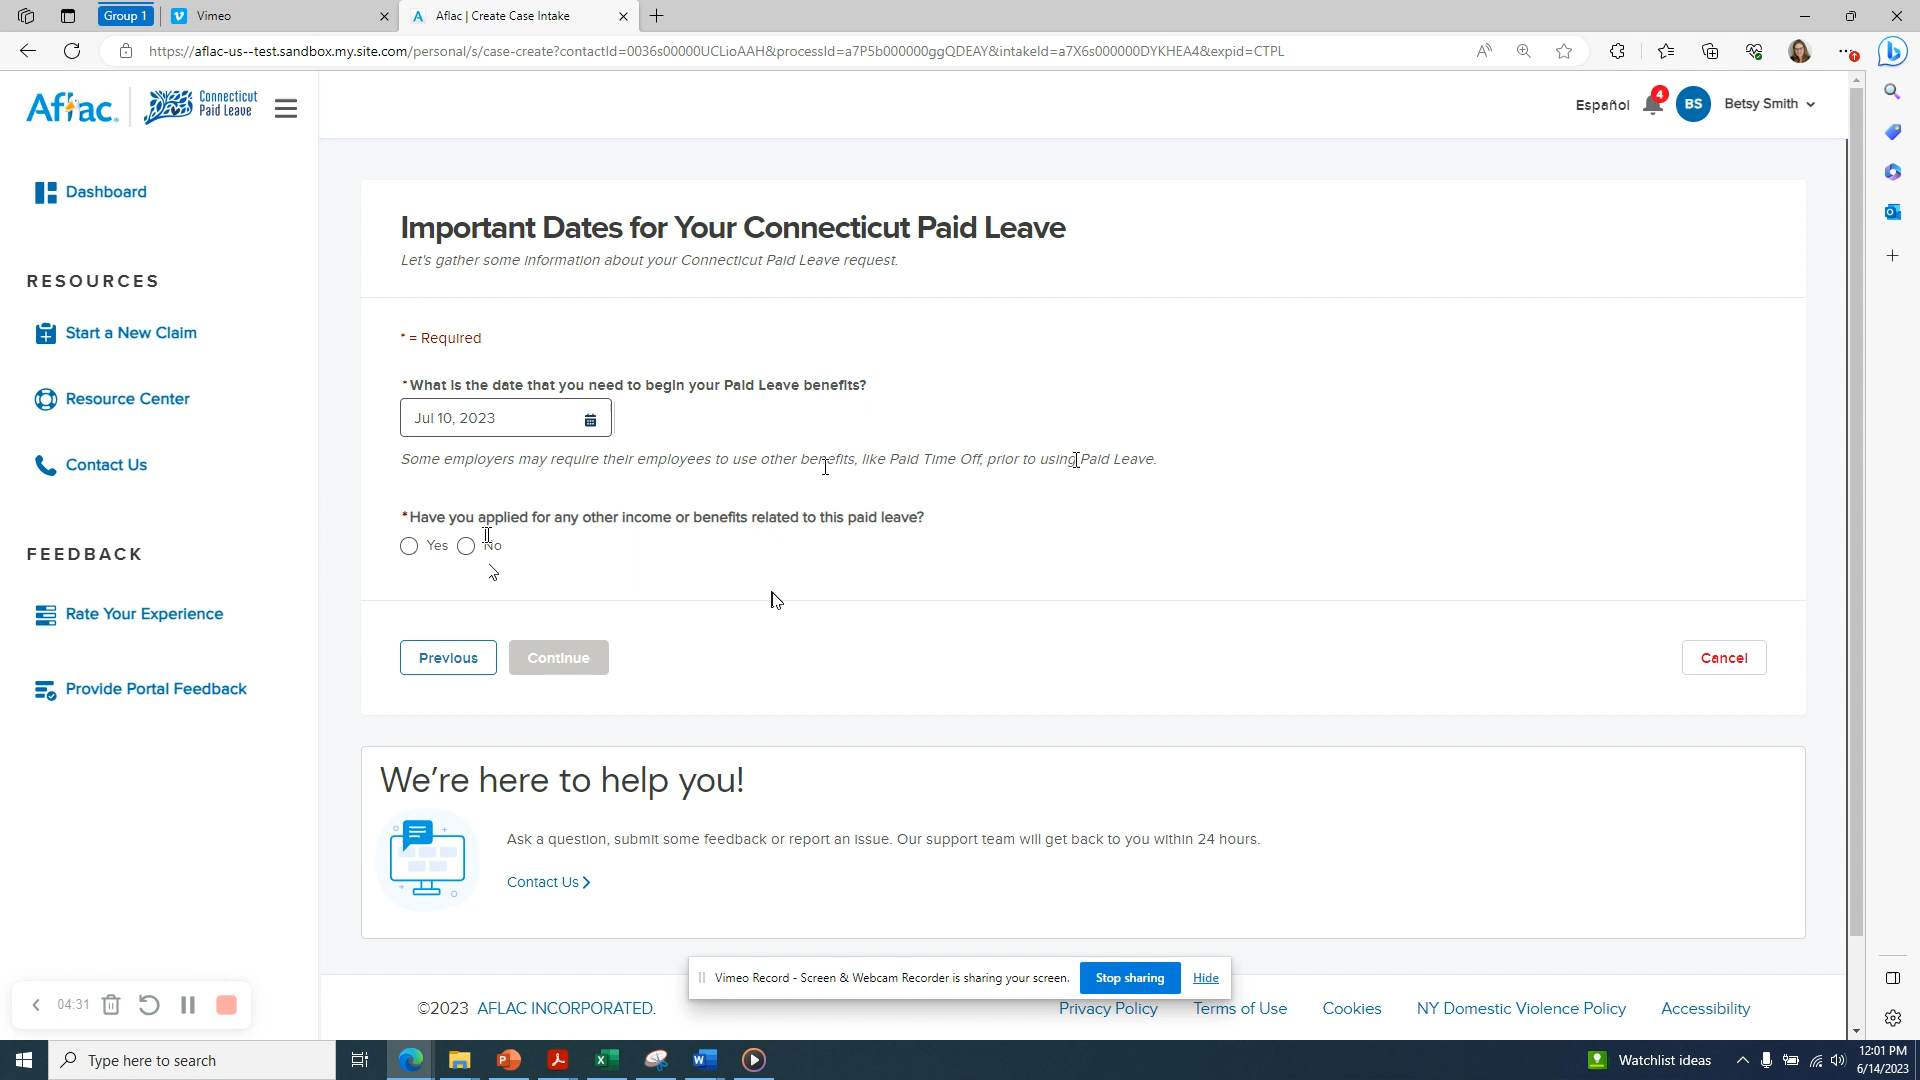 Group 1
Vimeo
Aflac | Create Case Intake
https://aflac-us--test.sandbox.my.site.com/personal/s/case-create?contactId=0036s00000UCLioAAH&processId=a7P5b000000ggQDEAY&intakeId=a7X6s000000DYKHEA4&expid=CTPL
Aflac
Connecticut
Paid Leave
Español
4
BS
Betsy Smith
Dashboard
RESOURCES
Start a New Claim
Resource Center
Contact Us
FEEDBACK
Rate Your Experience
Provide Portal Feedback
Important Dates for Your Connecticut Paid Leave
Let's gather some information about your Connecticut Paid Leave request.
* = Required
*What is the date that you need to begin your Paid Leave benefits?
Jul 10, 2023
Some employers may require their employees to use other benefits, like Paid Time Off, prior to using Paid Leave.
*Have you applied for any other income or benefits related to this paid leave?
Yes No
Previous
Continue
Cancel
We're here to help you!
Ask a question, submit some feedback or report an issue. Our support team will get back to you within 24 hours.
Contact Us
Vimeo Record - Screen & Webcam Recorder is sharing your screen.
Stop sharing
Hide
04:31
©2023 AFLAC INCORPORATED.
Privacy Policy
Terms of Use
Cookies
NY Domestic Violence Policy
Accessibility
Type here to search
Watchlist ideas
12:01 PM
6/14/2023